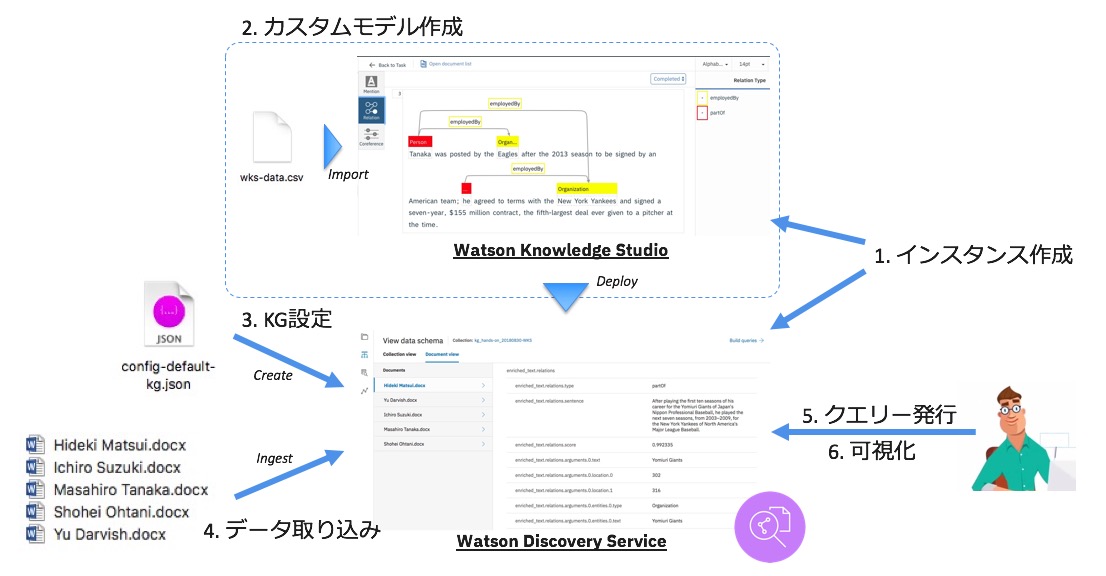 2. カスタムモデル作成
Back to Task
Open document list
Alphab...
14pt
Completed
Relation Type
Mention
Relation
Coreference
employedBy
partOf
employedBy
employedBy
Person
Organ...
Tanaka was posted by the Eagles after the 2013 season to be signed by an
employedBy
...
Organization
American team; he agreed to terms with the New York Yankees and signed a
seven-year, $155 million contract, the fifth-largest deal ever given to a pitcher at
the time.
wks-data.csv
Import
Watson Knowledge Studio
1. インスタンス作成
Deploy
{...}
JSON
config-default-
kg.json
3. KG設定
Create
View data schema
Collection: kg_hands-on_20180830-WKS
Build queries
Collection view
Document view
Documents
Hideki Matsui.docx
Yu Darvish.docx
Ichiro Suzuki.docx
Masahiro Tanaka.docx
Shohei Ohtani.docx
enriched_text.relations
enriched_text.relations.type
partOf
enriched_text.relations.sentence
After playing the first ten seasons of his
career for the Yomiuri Giants of Japan's
Nippon Professional Baseball, he played the
next seven seasons, from 2003–2009, for
the New York Yankees of North America's
Major League Baseball.
enriched_text.relations.score
0.992335
enriched_text.relations.arguments.0.text
Yomiuri Giants
enriched_text.relations.arguments.0.location.0
302
enriched_text.relations.arguments.0.location.1
316
enriched_text.relations.arguments.0.entities.0.type
Organization
enriched_text.relations.arguments.0.entities.0.text
Yomiuri Giants
Hideki Matsui.docx
Ichiro Suzuki.docx
Masahiro Tanaka.docx
Shohei Ohtani.docx
Yu Darvish.docx
Ingest
4. データ取り込み
Watson Discovery Service
5. クエリー発行
6. 可視化